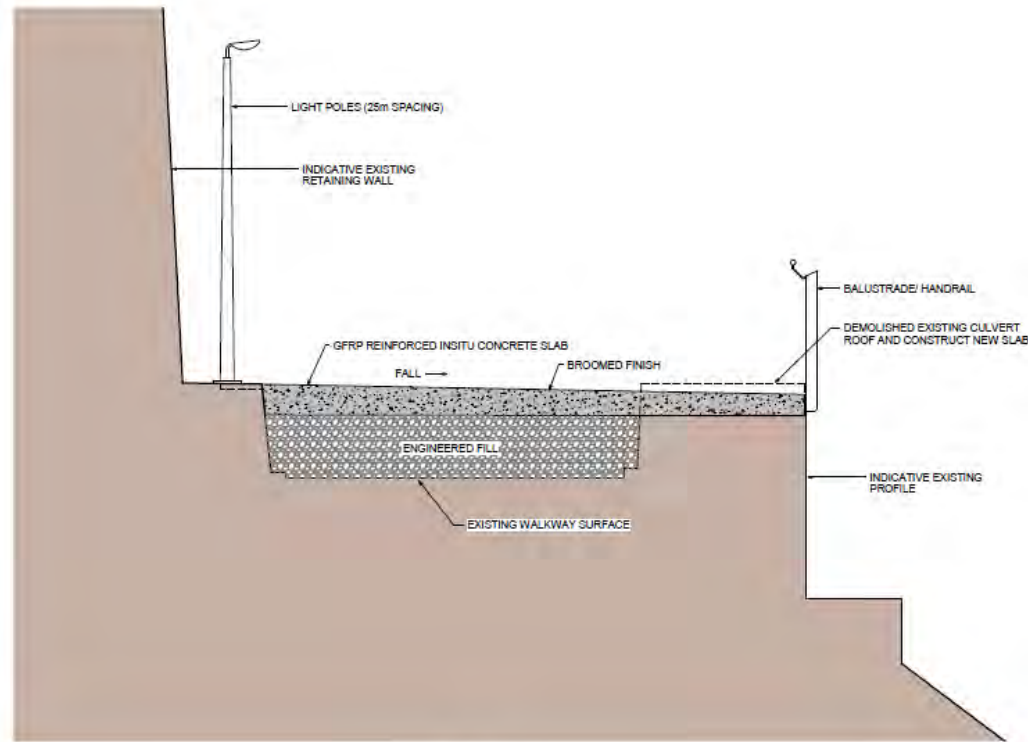 LIGHT POLES (25m SPACING)
INDICATIVE EXISTING
RETAINING WALL
BALUSTRADE/ HANDRAIL
DEMOLISHED EXISTING CULVERT
ROOF AND CONSTRUCT NEW SLAB
GFRP REINFORCED INSITU CONCRETE SLAB
BROOMED FINISH
FALL
ENGINEERED FILL
INDICATIVE EXISTING
PROFILE
EXISTING WALKWAY SURFACE